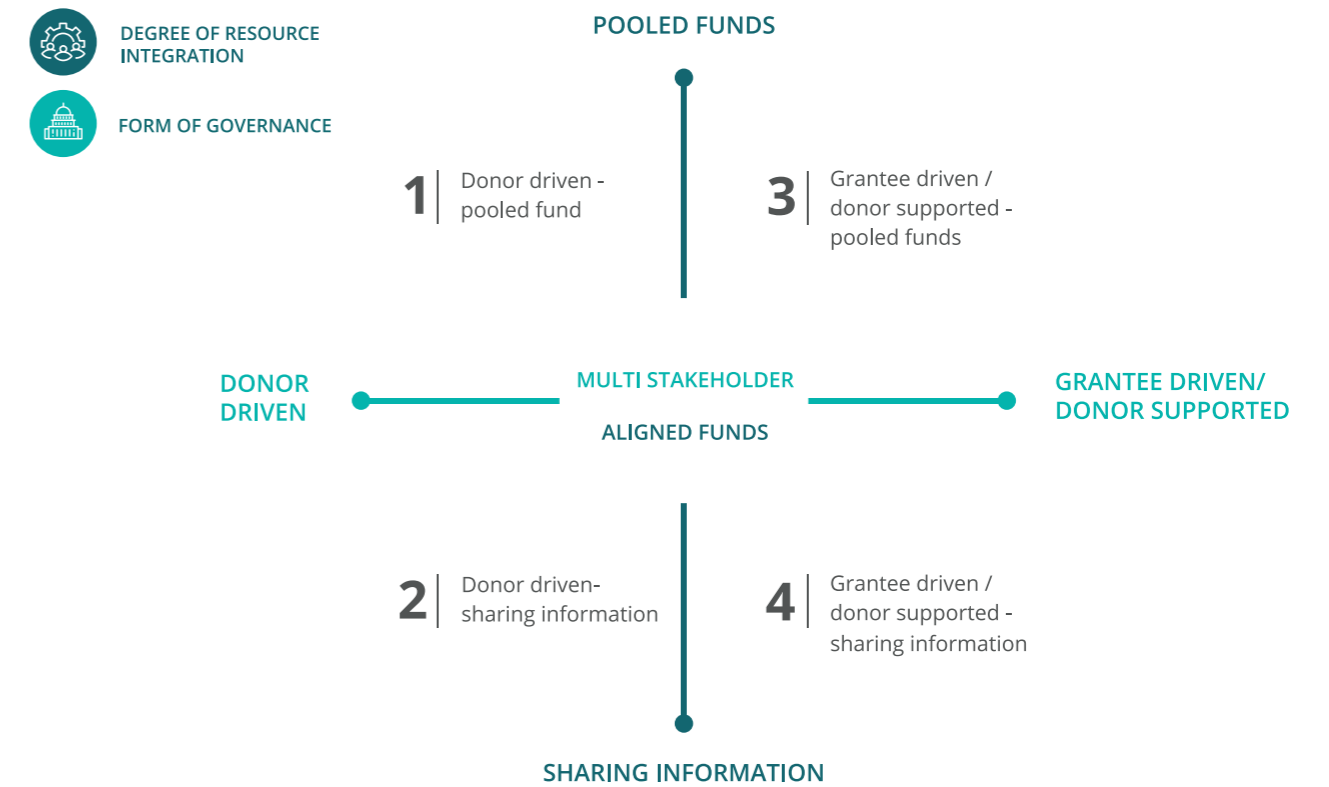 DEGREE OF RESOURCE
INTEGRATION
FORM OF GOVERNANCE
POOLED FUNDS
1
Donor driven -
pooled fund
3
Grantee driven /
donor supported -
pooled funds
DONOR
DRIVEN
MULTI STAKEHOLDER
ALIGNED FUNDS
GRANTEE DRIVEN/
DONOR SUPPORTED
2
Donor driven-
sharing information
4
Grantee driven /
donor supported -
sharing information
SHARING INFORMATION